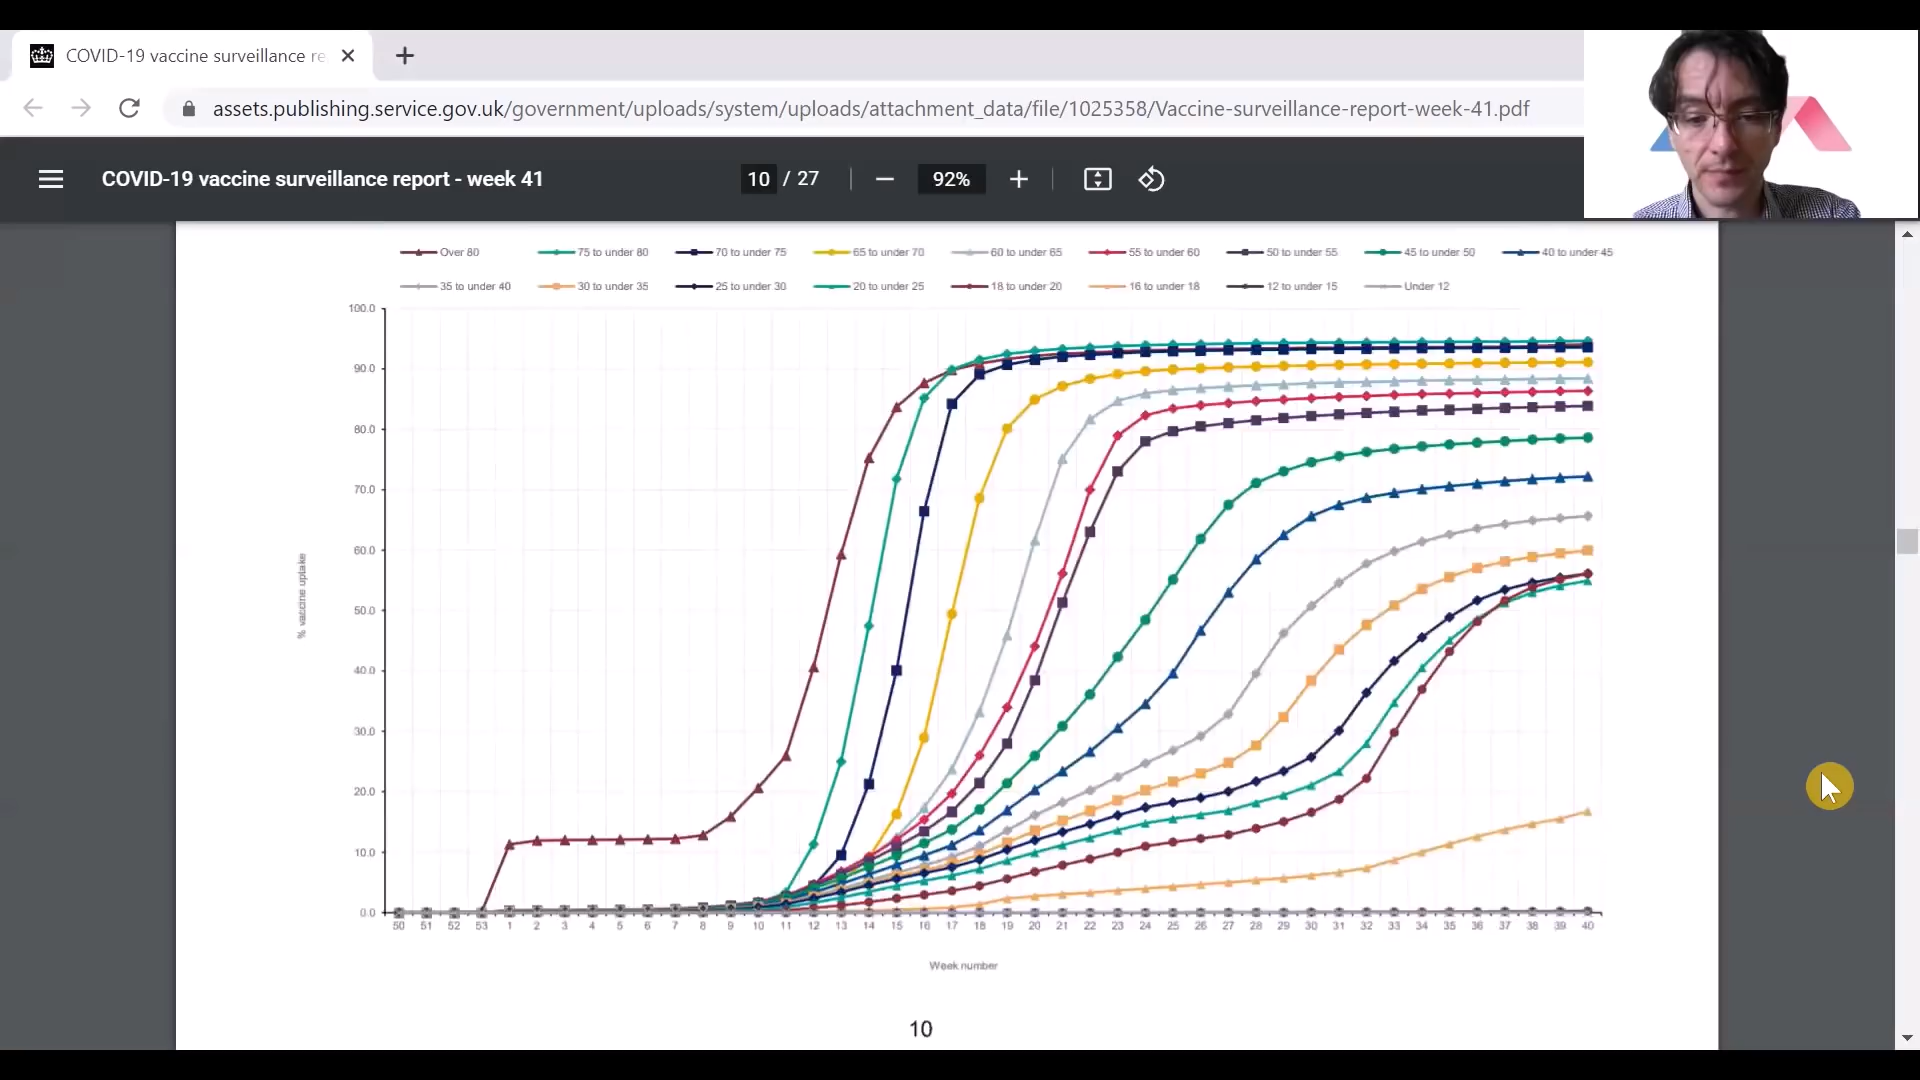 COVID-19 vaccine surveillance re
assets.publishing.service.gov.uk/government/uploads/system/uploads/attachment_data/file/1025358/Vaccine-surveillance-report-week-41.pdf
COVID-19 vaccine surveillance report - week 41
10 / 27
92%
Over 80 75 to under 80 70 to under 75 65 to under 70 60 to under 65 55 to under 60 50 to under 55 45 to under 50 40 to under 45
35 to under 40 30 to under 35 25 to under 30 20 to under 25 18 to under 20 16 to under 18 12 to under 15 Under 12
100.0
90.0
80.0
70.0
60.0
50.0
40.0
30.0
20.0
10.0
0.0
% vaccine uptake
50 51 52 53 1 2 3 4 5 6 7 8 9 10 11 12 13 14 15 16 17 18 19 20 21 22 23 24 25 26 27 28 29 30 31 32 33 34 35 36 37 38 39 40
Week number
10